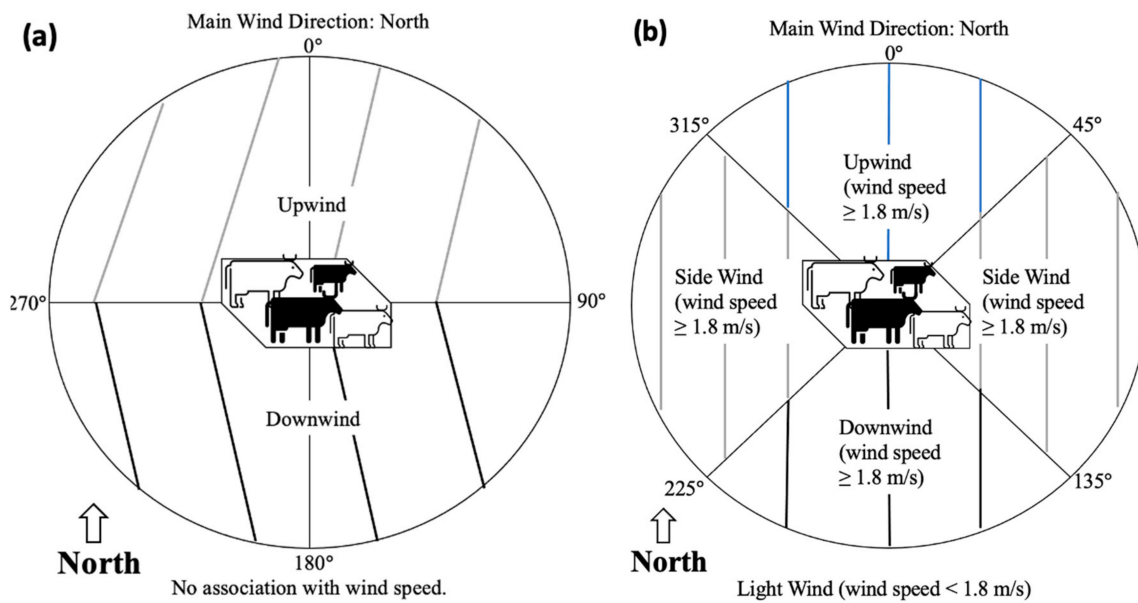 (a)
Main Wind Direction: North
0°
Upwind
270°
90°
Downwind
North
180°
No association with wind speed.
(b)
Main Wind Direction: North
0°
315°
45°
Upwind
(wind speed
≥ 1.8 m/s)
Side Wind
(wind speed
≥ 1.8 m/s)
Side Wind
(wind speed
≥ 1.8 m/s)
Downwind
(wind speed
≥ 1.8 m/s)
225°
135°
North
Light Wind (wind speed < 1.8 m/s)